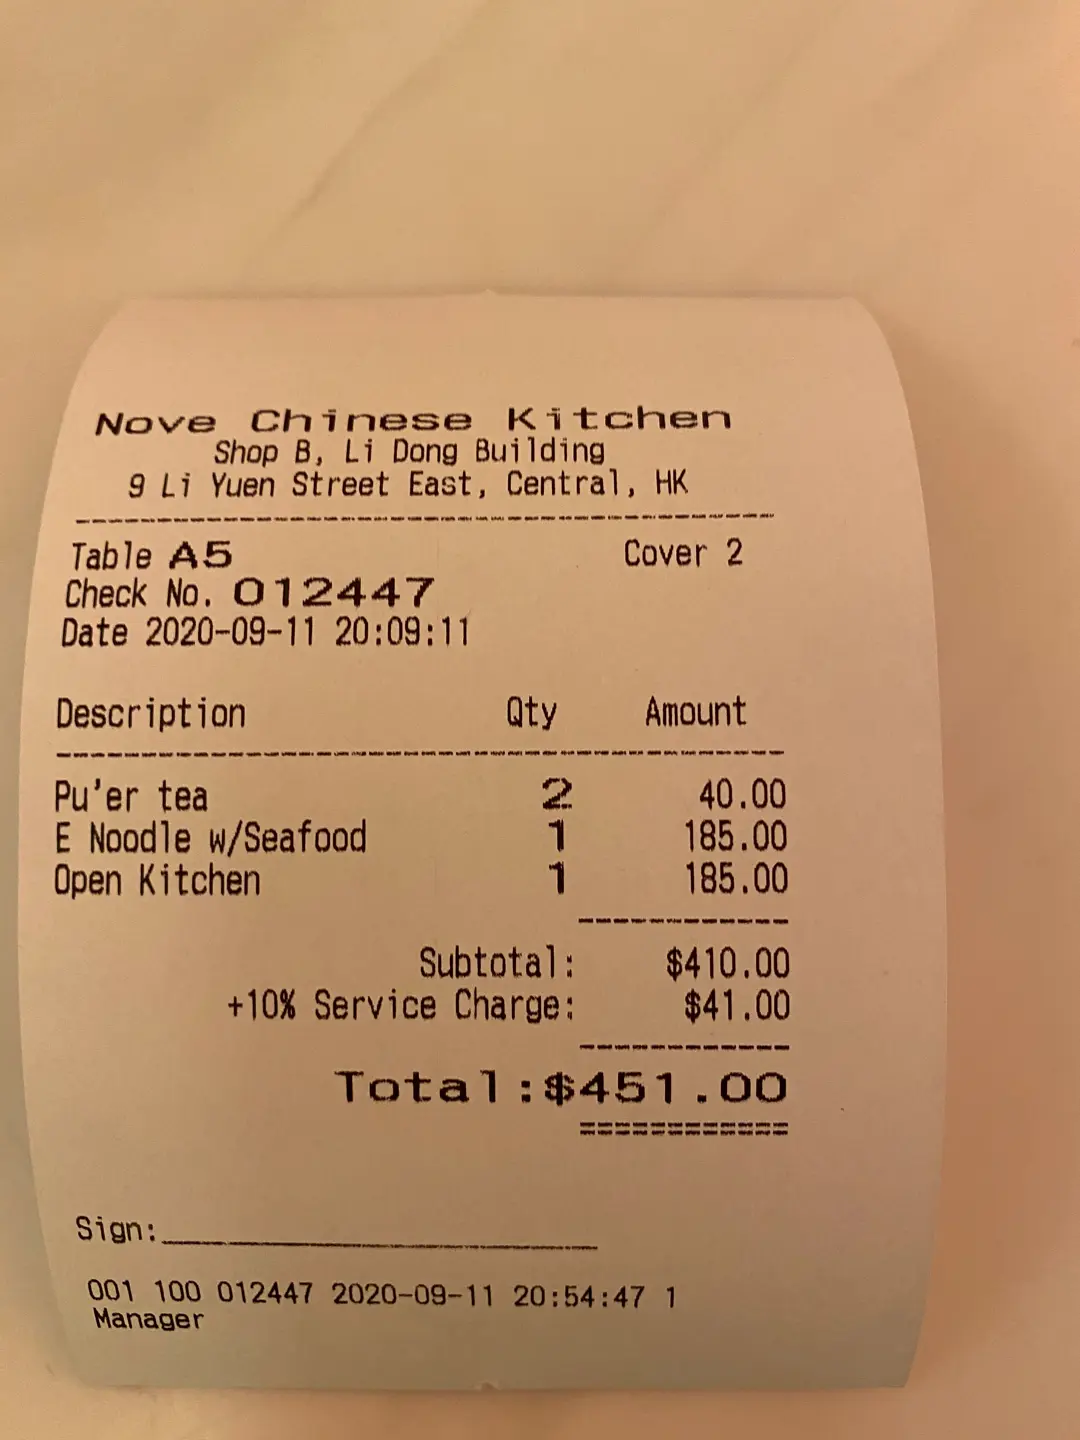 Nove Chinese Kitchen
Shop B, Li Dong Building
9 Li Yuen Street East, Central, HK
Table A5 Cover 2
Check No. 012447
Date 2020-09-11 20:09:11
Description Qty Amount
Pu'er tea 2 40.00
E Noodle w/Seafood 1 185.00
Open Kitchen 1 185.00
Subtotal: $410.00
+10% Service Charge: $41.00
Total:$451.00
Sign:
001 100 012447 2020-09-11 20:54:47 1
Manager